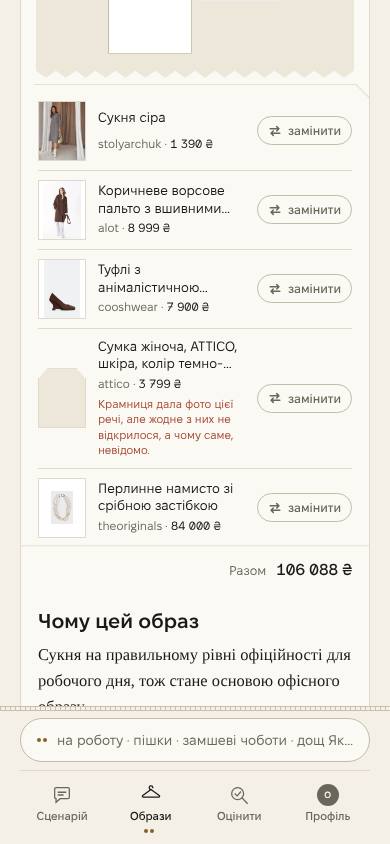 Сукня сіра
stolyarchuk · 1 390 ₴
замінити
Коричневе ворсове
пальто з вшивними...
alot · 8 999 ₴
замінити
Туфлі з
анімалістичною...
cooshwear · 7 900 ₴
замінити
Сумка жіноча, ATTICO,
шкіра, колір темно-...
attico · 3 799 ₴
Крамниця дала фото цієї
речі, але жодне з них не
відкрилося, а чому саме,
невідомо.
замінити
Перлинне намисто зі
срібною застібкою
theoriginals · 84 000 ₴
замінити
Разом 106 088 ₴
Чому цей образ
Сукня на правильному рівні офіційності для
робочого дня, тож стане основою офісного
на роботу · пішки · замшеві чоботи · дощ Як...
Сценарій
Образи
Оцінити
О
Профіль